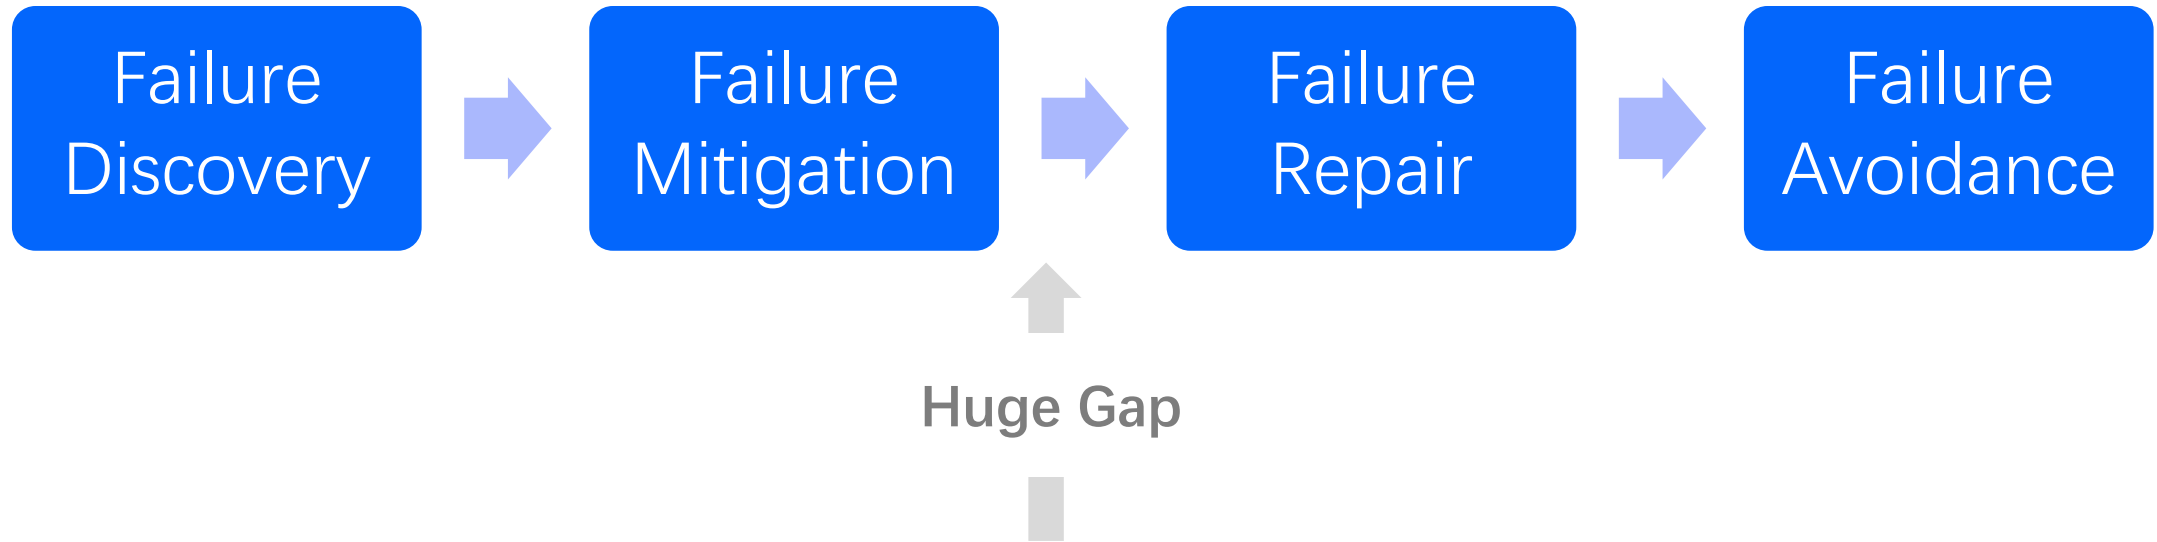 Failure
Discovery
Failure
Mitigation
Failure
Repair
Failure
Avoidance
Huge Gap